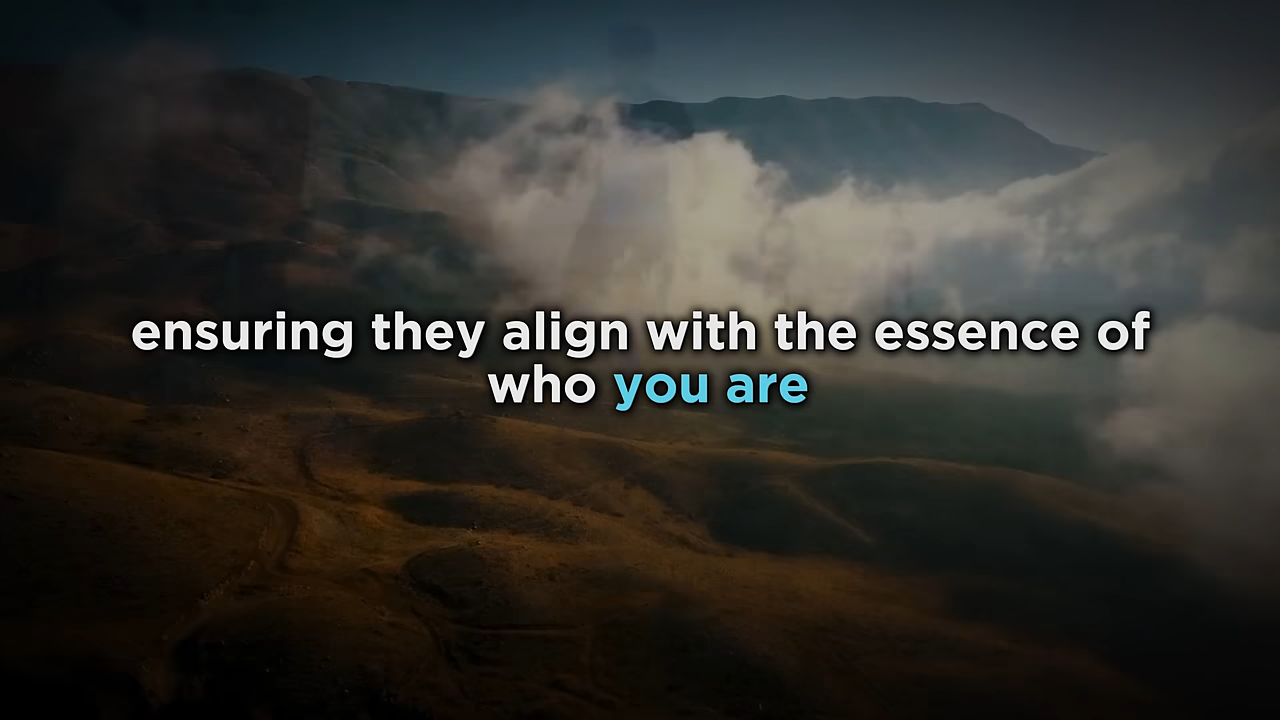 ensuring they align with the essence of
who you are